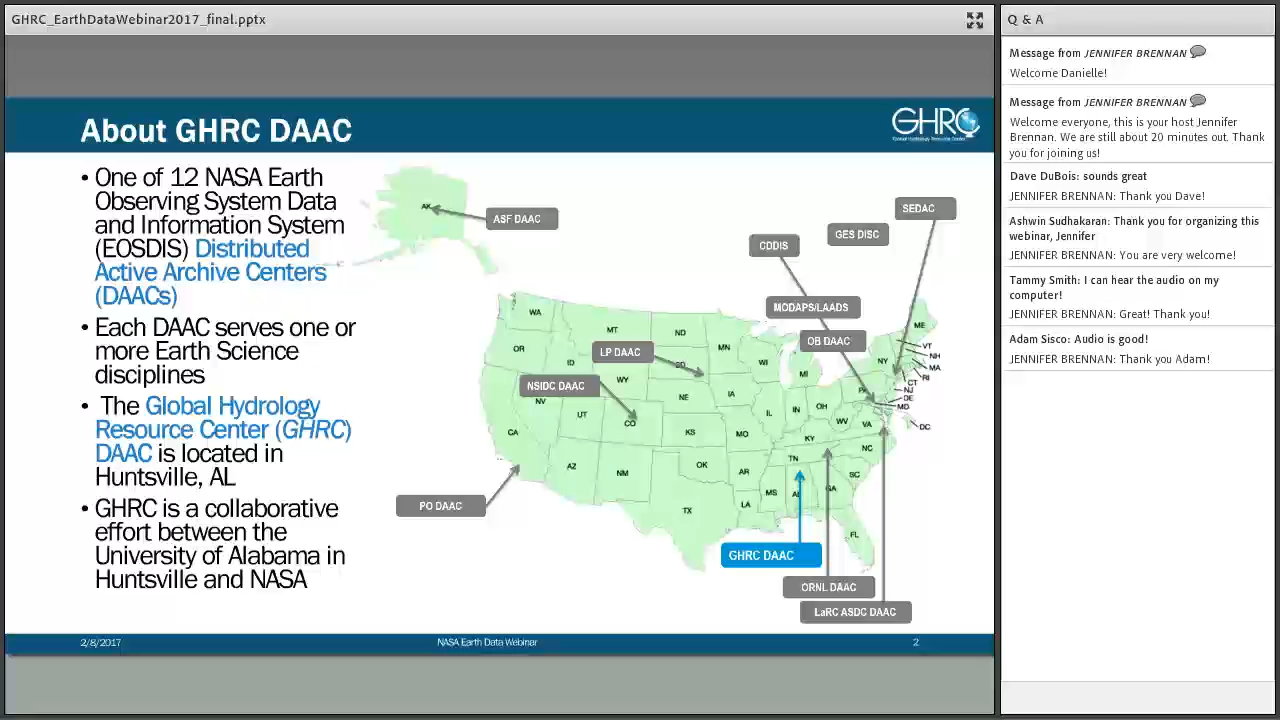 GHRC_EarthDataWebinar2017_final.pptx
About GHRC DAAC
GHRC
• One of 12 NASA Earth
Observing System Data
and Information System
(EOSDIS) Distributed
Active Archive Centers
(DAACs)
• Each DAAC serves one or
more Earth Science
disciplines
• The Global Hydrology
Resource Center (GHRC)
DAAC is located in
Huntsville, AL
• GHRC is a collaborative
effort between the
University of Alabama in
Huntsville and NASA
AK
ASF DAAC
SEDAC
GES DISC
CDDIS
MODAPS/LAADS
OB DAAC
LP DAAC
NSIDC DAAC
PO DAAC
GHRC DAAC
ORNL DAAC
LaRC ASDC DAAC
WA
MT
ND
MN
ME
OR
ID
SD
WI
MI
NY
VT
NH
MA
RI
CT
NJ
DE
MD
DC
WY
NE
IA
IL
IN
OH
PA
WV
VA
NV
UT
CO
KS
MO
KY
NC
CA
AZ
NM
OK
AR
TN
SC
TX
LA
MS
AL
GA
FL
2/8/2017
NASA Earth Data Webinar
2
Q & A
Message from JENNIFER BRENNAN
Welcome Danielle!
Message from JENNIFER BRENNAN
Welcome everyone, this is your host Jennifer
Brennan. We are still about 20 minutes out. Thank
you for joining us!
Dave DuBois: sounds great
JENNIFER BRENNAN: Thank you Dave!
Ashwin Sudhakaran: Thank you for organizing this
webinar, Jennifer
JENNIFER BRENNAN: You are very welcome!
Tammy Smith: I can hear the audio on my
computer!
JENNIFER BRENNAN: Great! Thank you!
Adam Sisco: Audio is good!
JENNIFER BRENNAN: Thank you Adam!